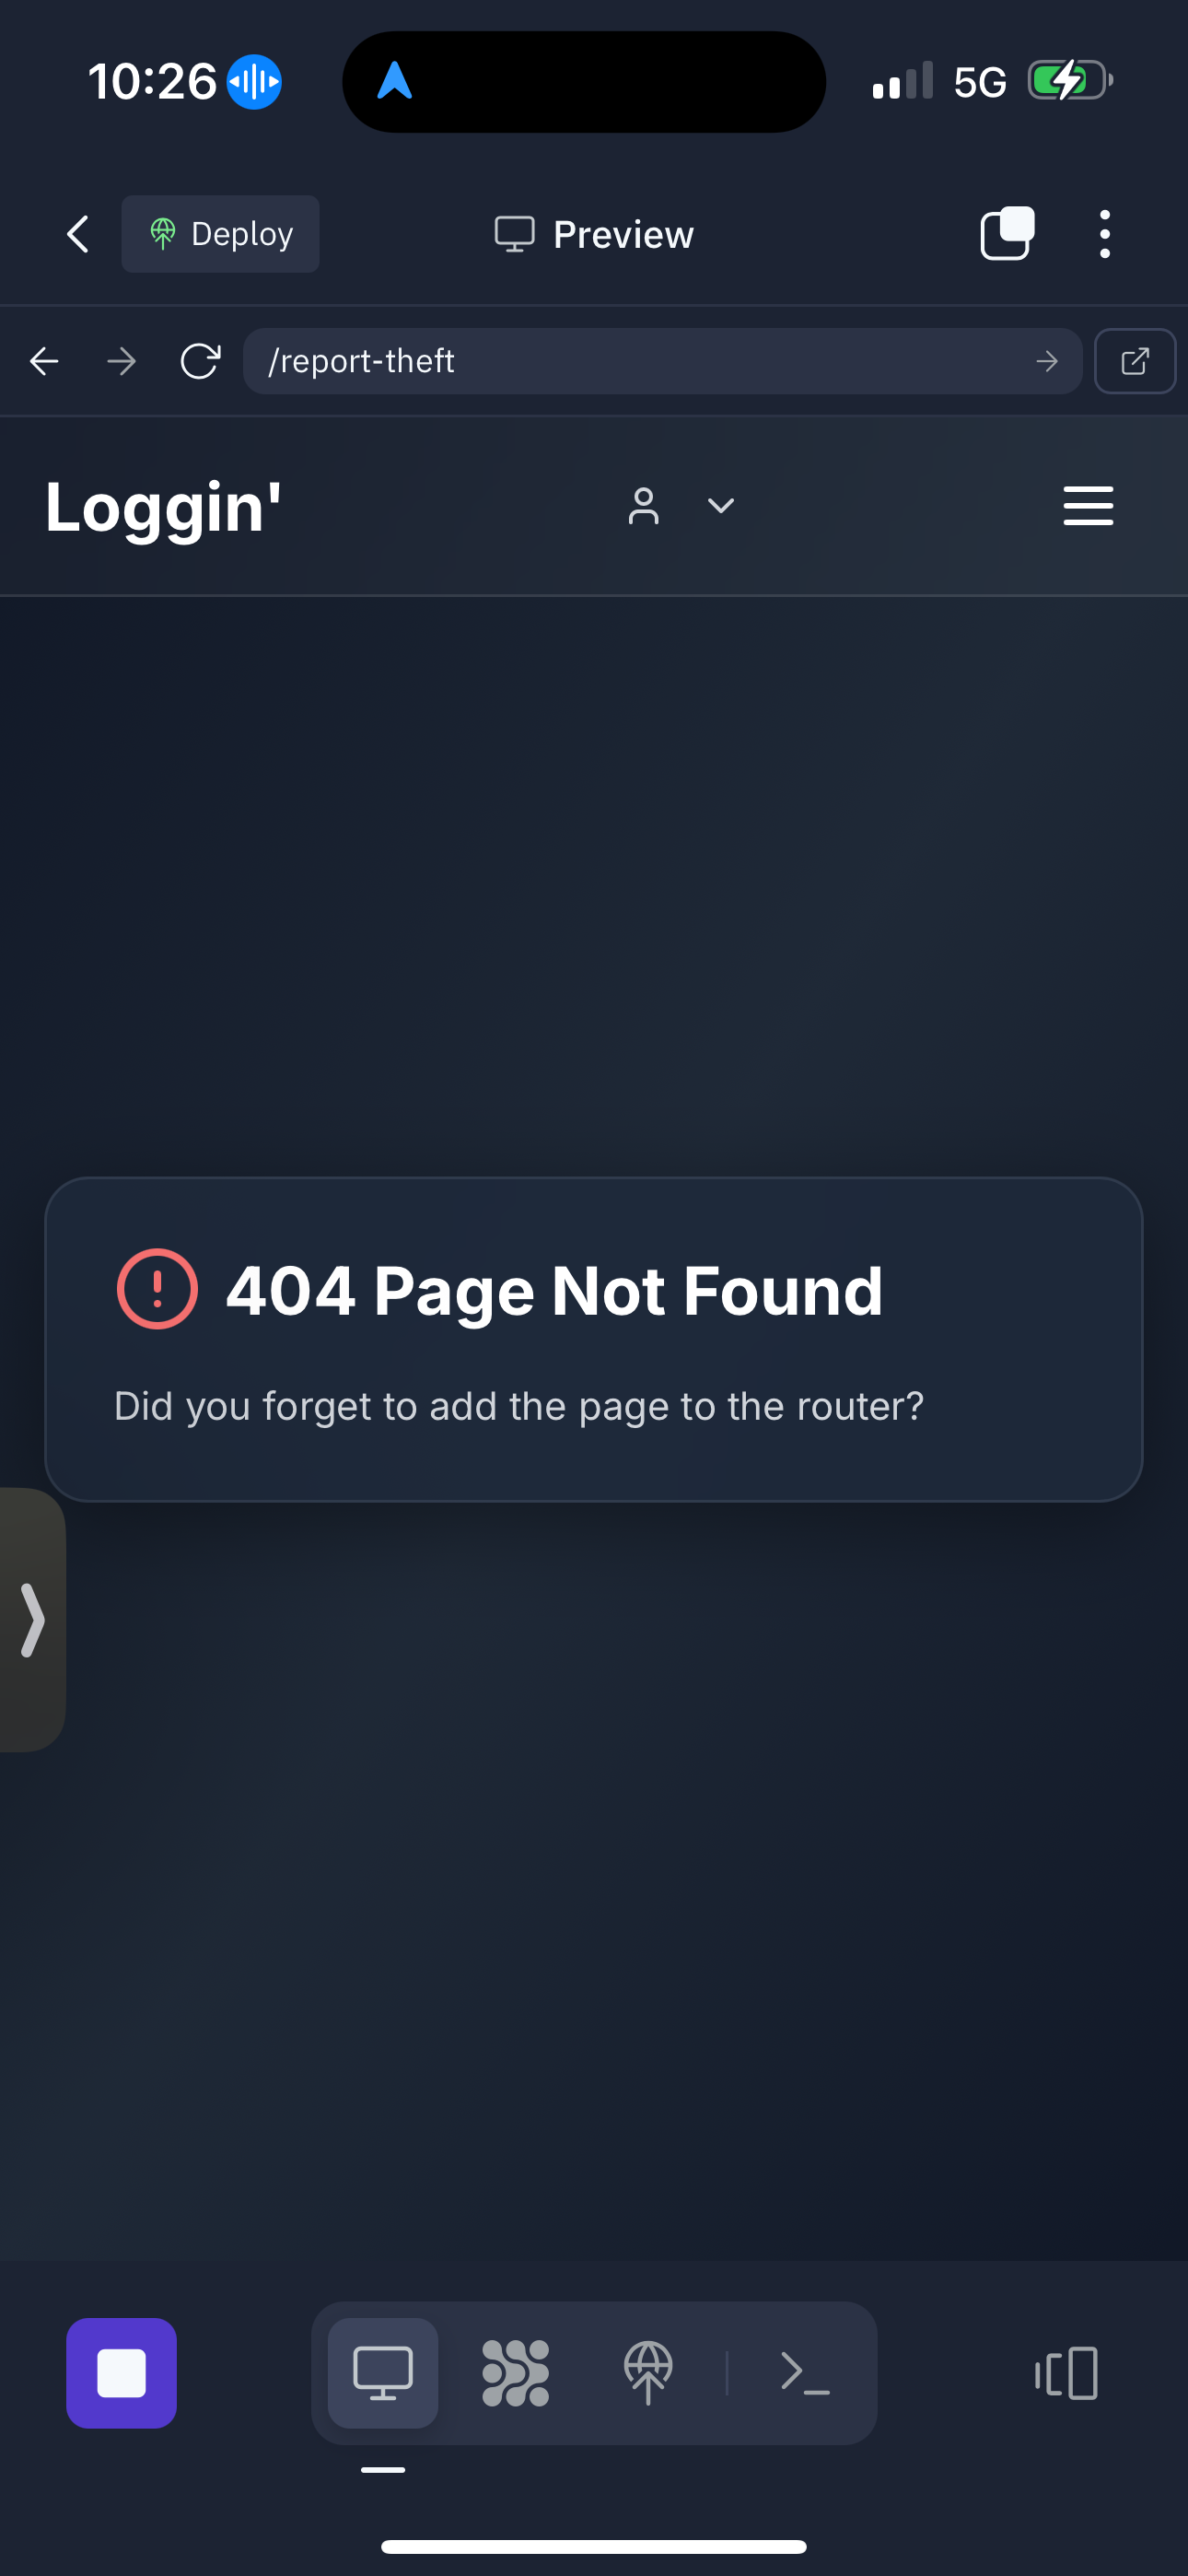 10:26
5G
Deploy
Preview
/report-theft
Loggin'
404 Page Not Found
Did you forget to add the page to the router?